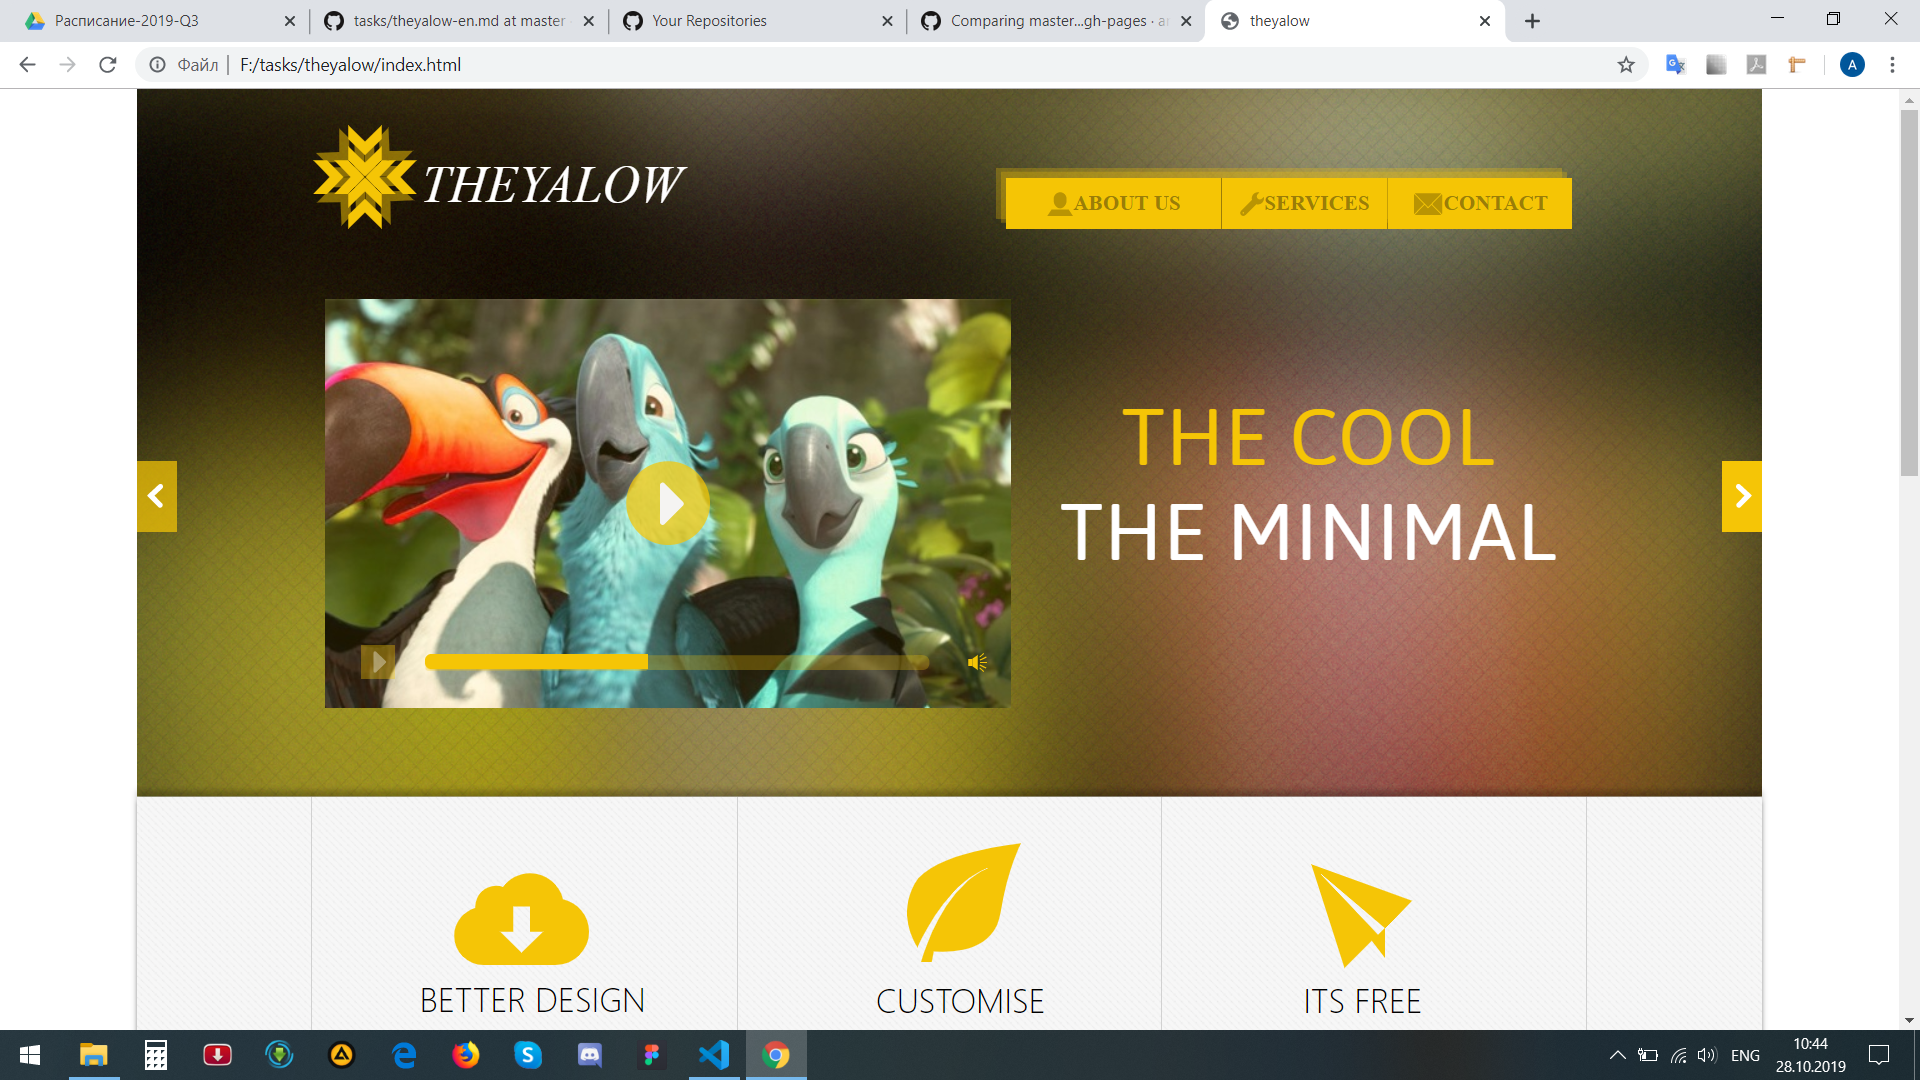 Расписание-2019-Q3
tasks/theyalow-en.md at master
Your Repositories
Comparing master...gh-pages · ar
theyalow
Файл | F:/tasks/theyalow/index.html
A
THEYALOW
ABOUT US
SERVICES
CONTACT
THE COOL
THE MINIMAL
BETTER DESIGN
CUSTOMISE
ITS FREE
ENG
10:44
28.10.2019